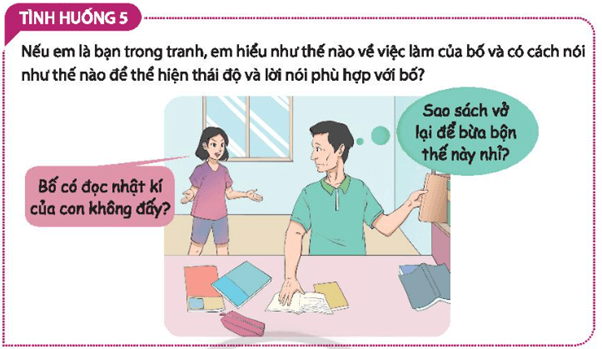 TÌNH HUỐNG 5
Nếu em là bạn trong tranh, em hiểu như thế nào về việc làm của bố và có cách nói
như thế nào để thể hiện thái độ và lời nói phù hợp với bố?
Sao sách vở
lại để bừa bộn
thế này nhỉ?
Bố có đọc nhật kí
của con không đấy?